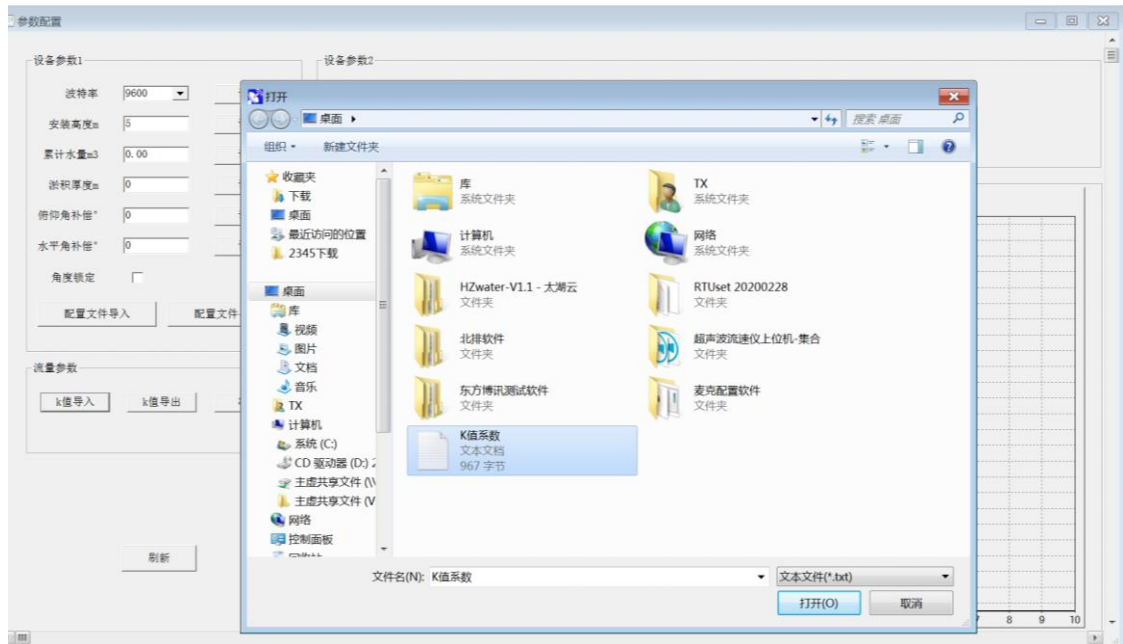 参数配置
设备参数1
设备参数2
波特率 9600
安装高度m 5
累计水量m3 0.00
淤积厚度m 0
俯仰角补偿° 0
水平角补偿° 0
角度锁定
配置文件导入 配置文件
流量参数
k值导入 k值导出
刷新
打开
桌面
搜索 桌面
组织 新建文件夹
收藏夹
下载
桌面
最近访问的位置
2345下载
桌面
库
视频
图片
文档
音乐
TX
计算机
系统 (C:)
CD 驱动器 (D:) 2
主虚共享文件 (\\
主虚共享文件 (V
网络
控制面板
库
系统文件夹
TX
系统文件夹
计算机
系统文件夹
网络
系统文件夹
HZwater-V1.1 - 太湖云
文件夹
RTUset 20200228
文件夹
北排软件
文件夹
超声波流速仪上位机-集合
文件夹
东方博讯测试软件
文件夹
麦克配置软件
文件夹
K值系数
文本文档
967 字节
文件名(N): K值系数
文本文件(*.txt)
打开(O) 取消
7 8 9 10